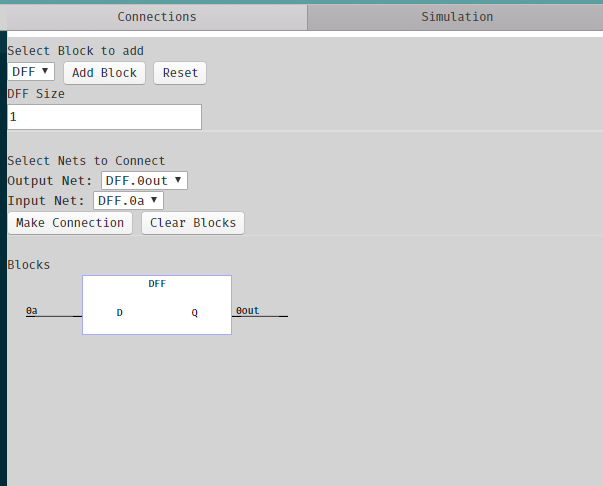 Connections Simulation
Select Block to add
DFF Add Block Reset
DFF Size
1
Select Nets to Connect
Output Net: DFF.0out
Input Net: DFF.0a
Make Connection Clear Blocks
Blocks
DFF
0a D Q 0out